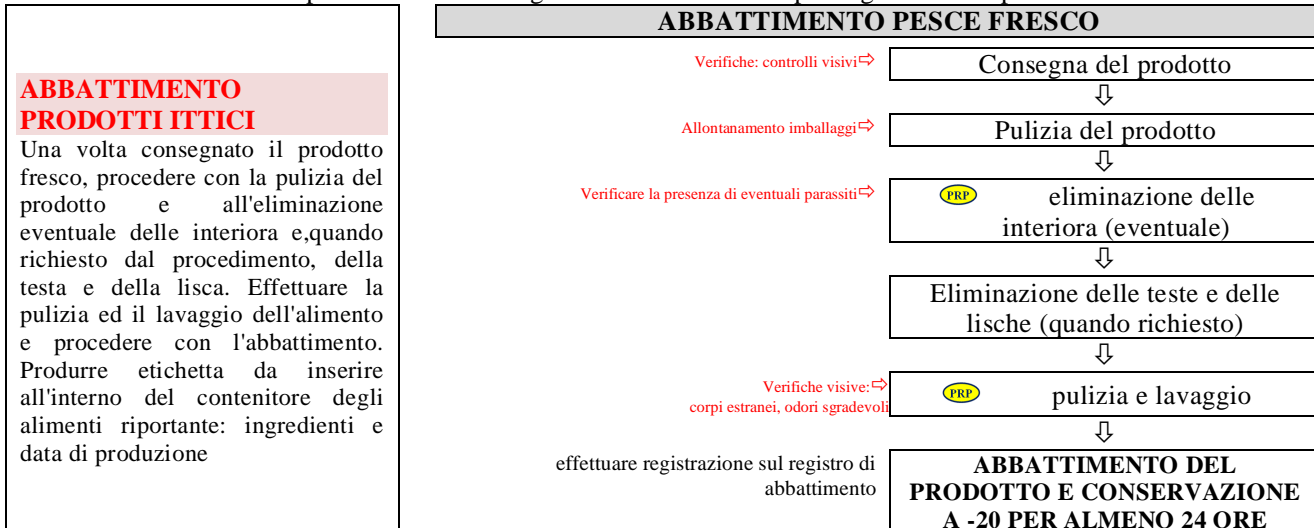 ABBATTIMENTO
PRODOTTI ITTICI
Una volta consegnato il prodotto
fresco, procedere con la pulizia del
prodotto e all'eliminazione
eventuale delle interiora e,quando
richiesto dal procedimento, della
testa e della lisca. Effettuare la
pulizia ed il lavaggio dell'alimento
e procedere con l'abbattimento.
Produrre etichetta da inserire
all'interno del contenitore degli
alimenti riportante: ingredienti e
data di produzione
ABBATTIMENTO PESCE FRESCO
Verifiche: controlli visivi⇨
Consegna del prodotto
⇩
Allontanamento imballaggi⇨
Pulizia del prodotto
⇩
Verificare la presenza di eventuali parassiti⇨
PRP eliminazione delle
interiora (eventuale)
⇩
Eliminazione delle teste e delle
lische (quando richiesto)
⇩
Verifiche visive:⇨
corpi estranei, odori sgradevoli
PRP pulizia e lavaggio
⇩
effettuare registrazione sul registro di
abbattimento
ABBATTIMENTO DEL
PRODOTTO E CONSERVAZIONE
A -20 PER ALMENO 24 ORE